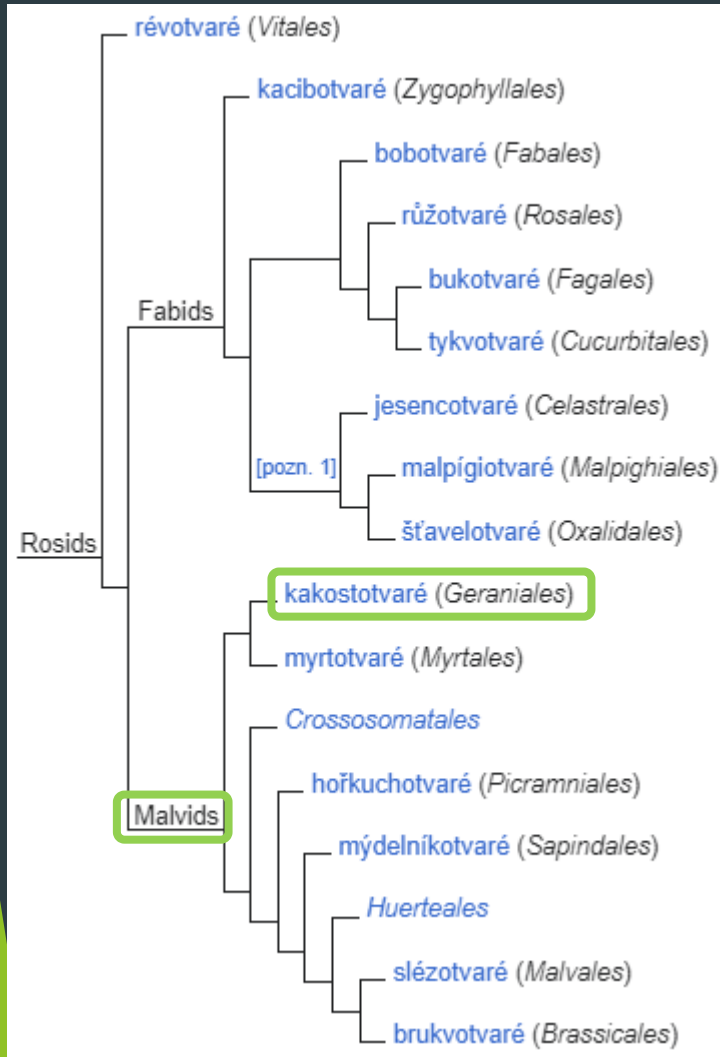 révotvaré (Vitales)
kacibotvaré (Zygophyllales)
bobotvaré (Fabales)
růžotvaré (Rosales)
bukotvaré (Fagales)
Fabids
tykvotvaré (Cucurbitales)
jesencotvaré (Celastrales)
[pozn. 1]
malpígiotvaré (Malpighiales)
šťavelotvaré (Oxalidales)
Rosids
kakostotvaré (Geraniales)
myrtotvaré (Myrtales)
Crossosomatales
hořkuchotvaré (Picramniales)
Malvids
mýdelníkotvaré (Sapindales)
Huerteales
slézotvaré (Malvales)
brukvotvaré (Brassicales)